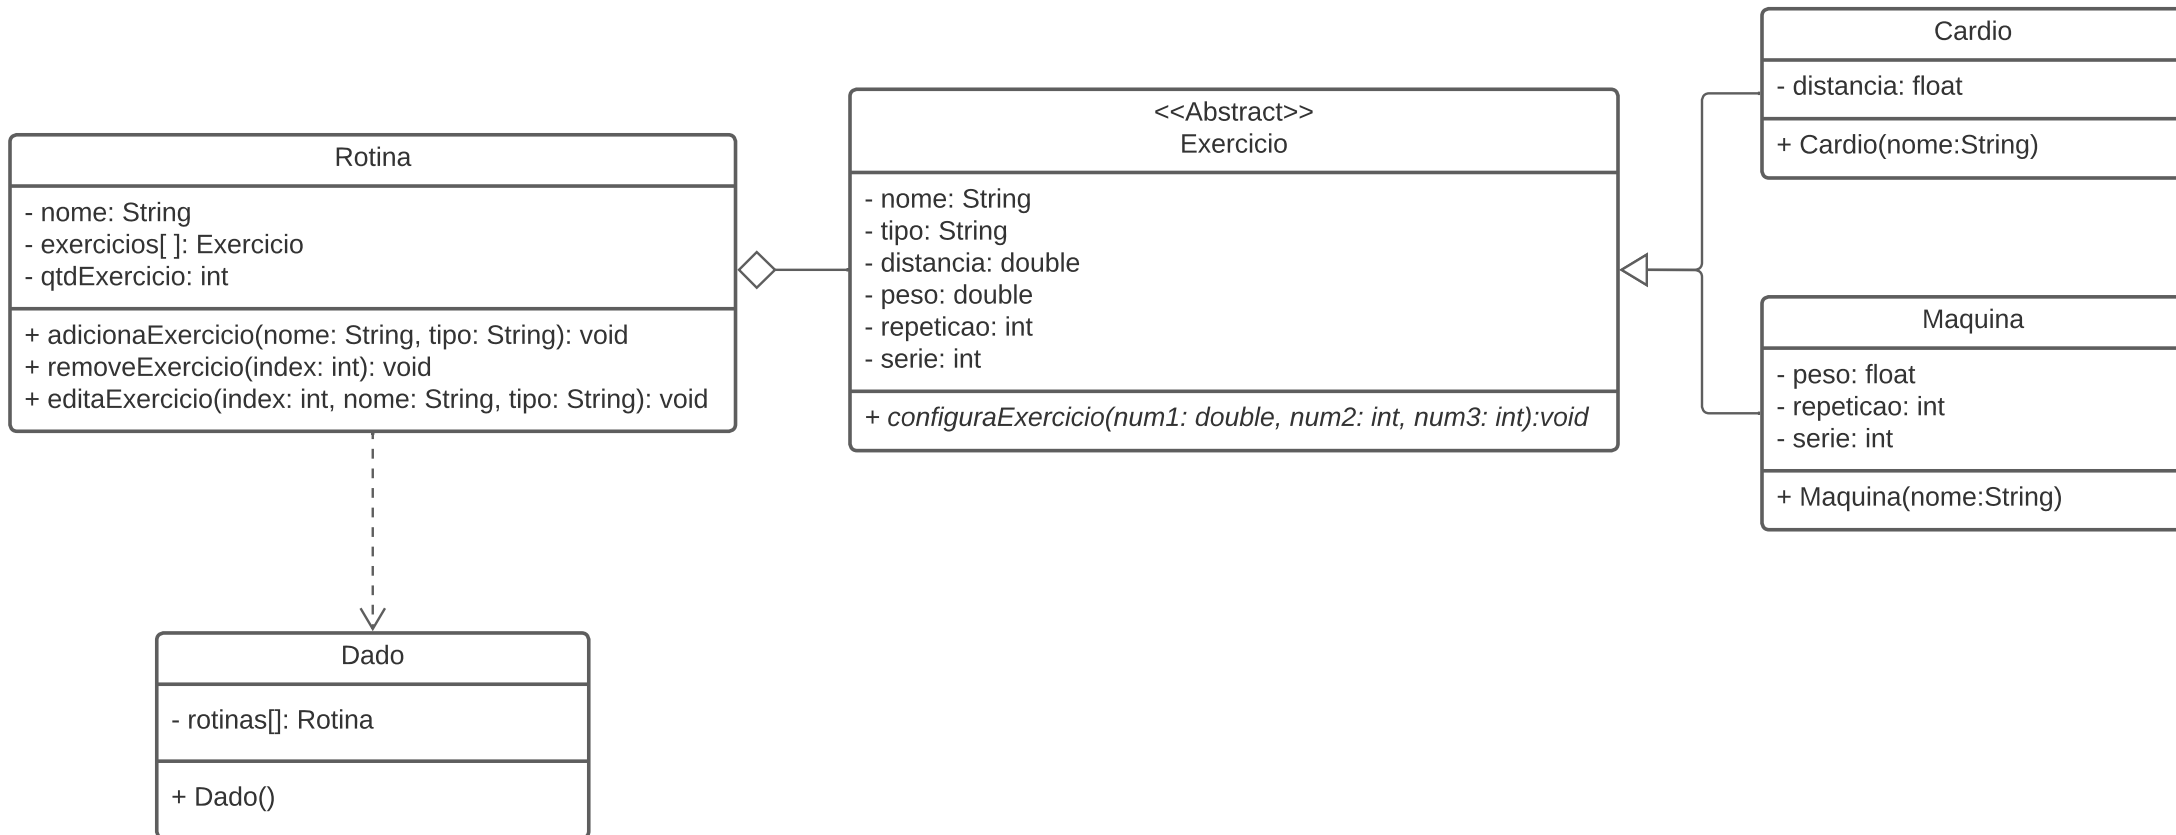 Rotina
- nome: String
- exercicios[ ]: Exercicio
- qtdExercicio: int
+ adicionaExercicio(nome: String, tipo: String): void
+ removeExercicio(index: int): void
+ editaExercicio(index: int, nome: String, tipo: String): void
<<Abstract>>
Exercicio
- nome: String
- tipo: String
- distancia: double
- peso: double
- repeticao: int
- serie: int
+ configuraExercicio(num1: double, num2: int, num3: int):void
Cardio
- distancia: float
+ Cardio(nome:String)
Maquina
- peso: float
- repeticao: int
- serie: int
+ Maquina(nome:String)
Dado
- rotinas[]: Rotina
+ Dado()